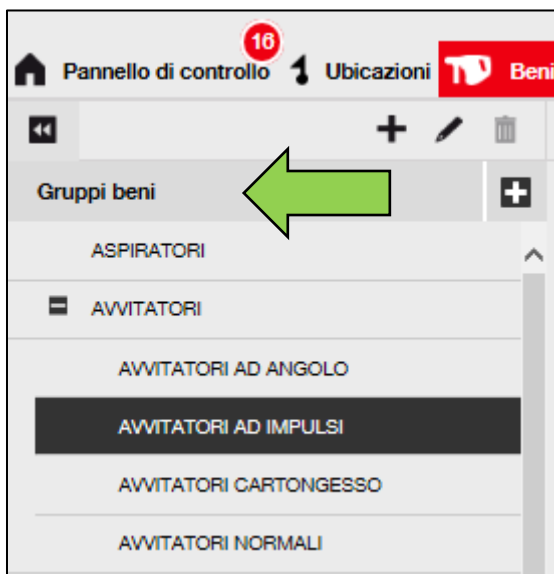 16
Pannello di controllo Ubicazioni Beni
Gruppi beni
ASPIRATORI
AVVITATORI
AVVITATORI AD ANGOLO
AVVITATORI AD IMPULSI
AVVITATORI CARTONGESSO
AVVITATORI NORMALI